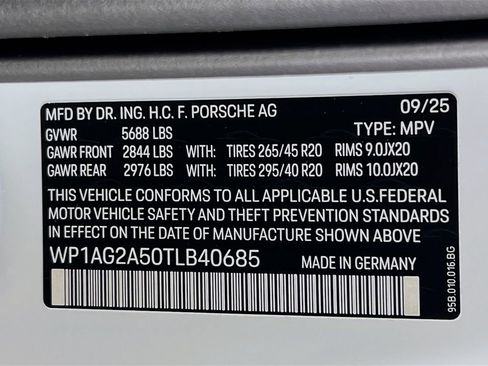 MFD BY DR. ING. H.C. F. PORSCHE AG 09/25
GVWR 5688 LBS TYPE: MPV
GAWR FRONT 2844 LBS WITH: TIRES 265/45 R20 RIMS 9.0JX20
GAWR REAR 2976 LBS WITH: TIRES 295/40 R20 RIMS 10.0JX20
THIS VEHICLE CONFORMS TO ALL APPLICABLE U.S.FEDERAL
MOTOR VEHICLE SAFETY AND THEFT PREVENTION STANDARDS
IN EFFECT ON THE DATE OF MANUFACTURE SHOWN ABOVE
WP1AG2A50TLB40685 MADE IN GERMANY
95B.010.016.BG